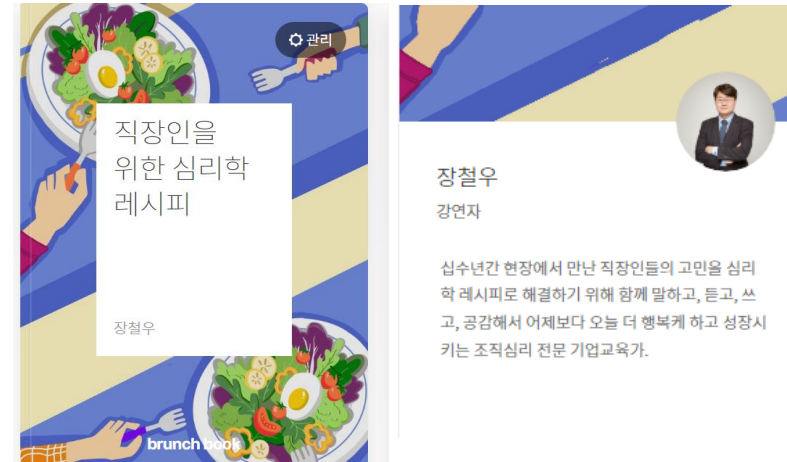 관리
직장인을
위한 심리학
레시피
장철우
brunch book
장철우
강연자
십수년간 현장에서 만난 직장인들의 고민을 심리
학 레시피로 해결하기 위해 함께 말하고, 듣고, 쓰
고, 공감해서 어제보다 오늘 더 행복케 하고 성장시
키는 조직심리 전문 기업교육가.